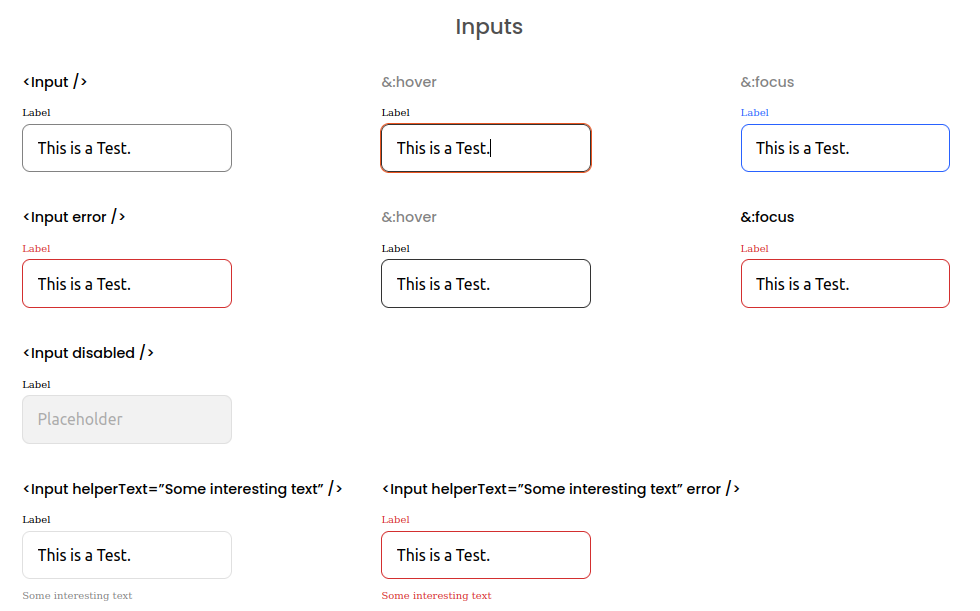 Inputs
<Input /> &:hover &:focus
Label Label Label
This is a Test. This is a Test. This is a Test.
<Input error /> &:hover &:focus
Label Label Label
This is a Test. This is a Test. This is a Test.
<Input disabled />
Label
Placeholder
<Input helperText=”Some interesting text” /> <Input helperText=”Some interesting text” error />
Label Label
This is a Test. This is a Test.
Some interesting text Some interesting text